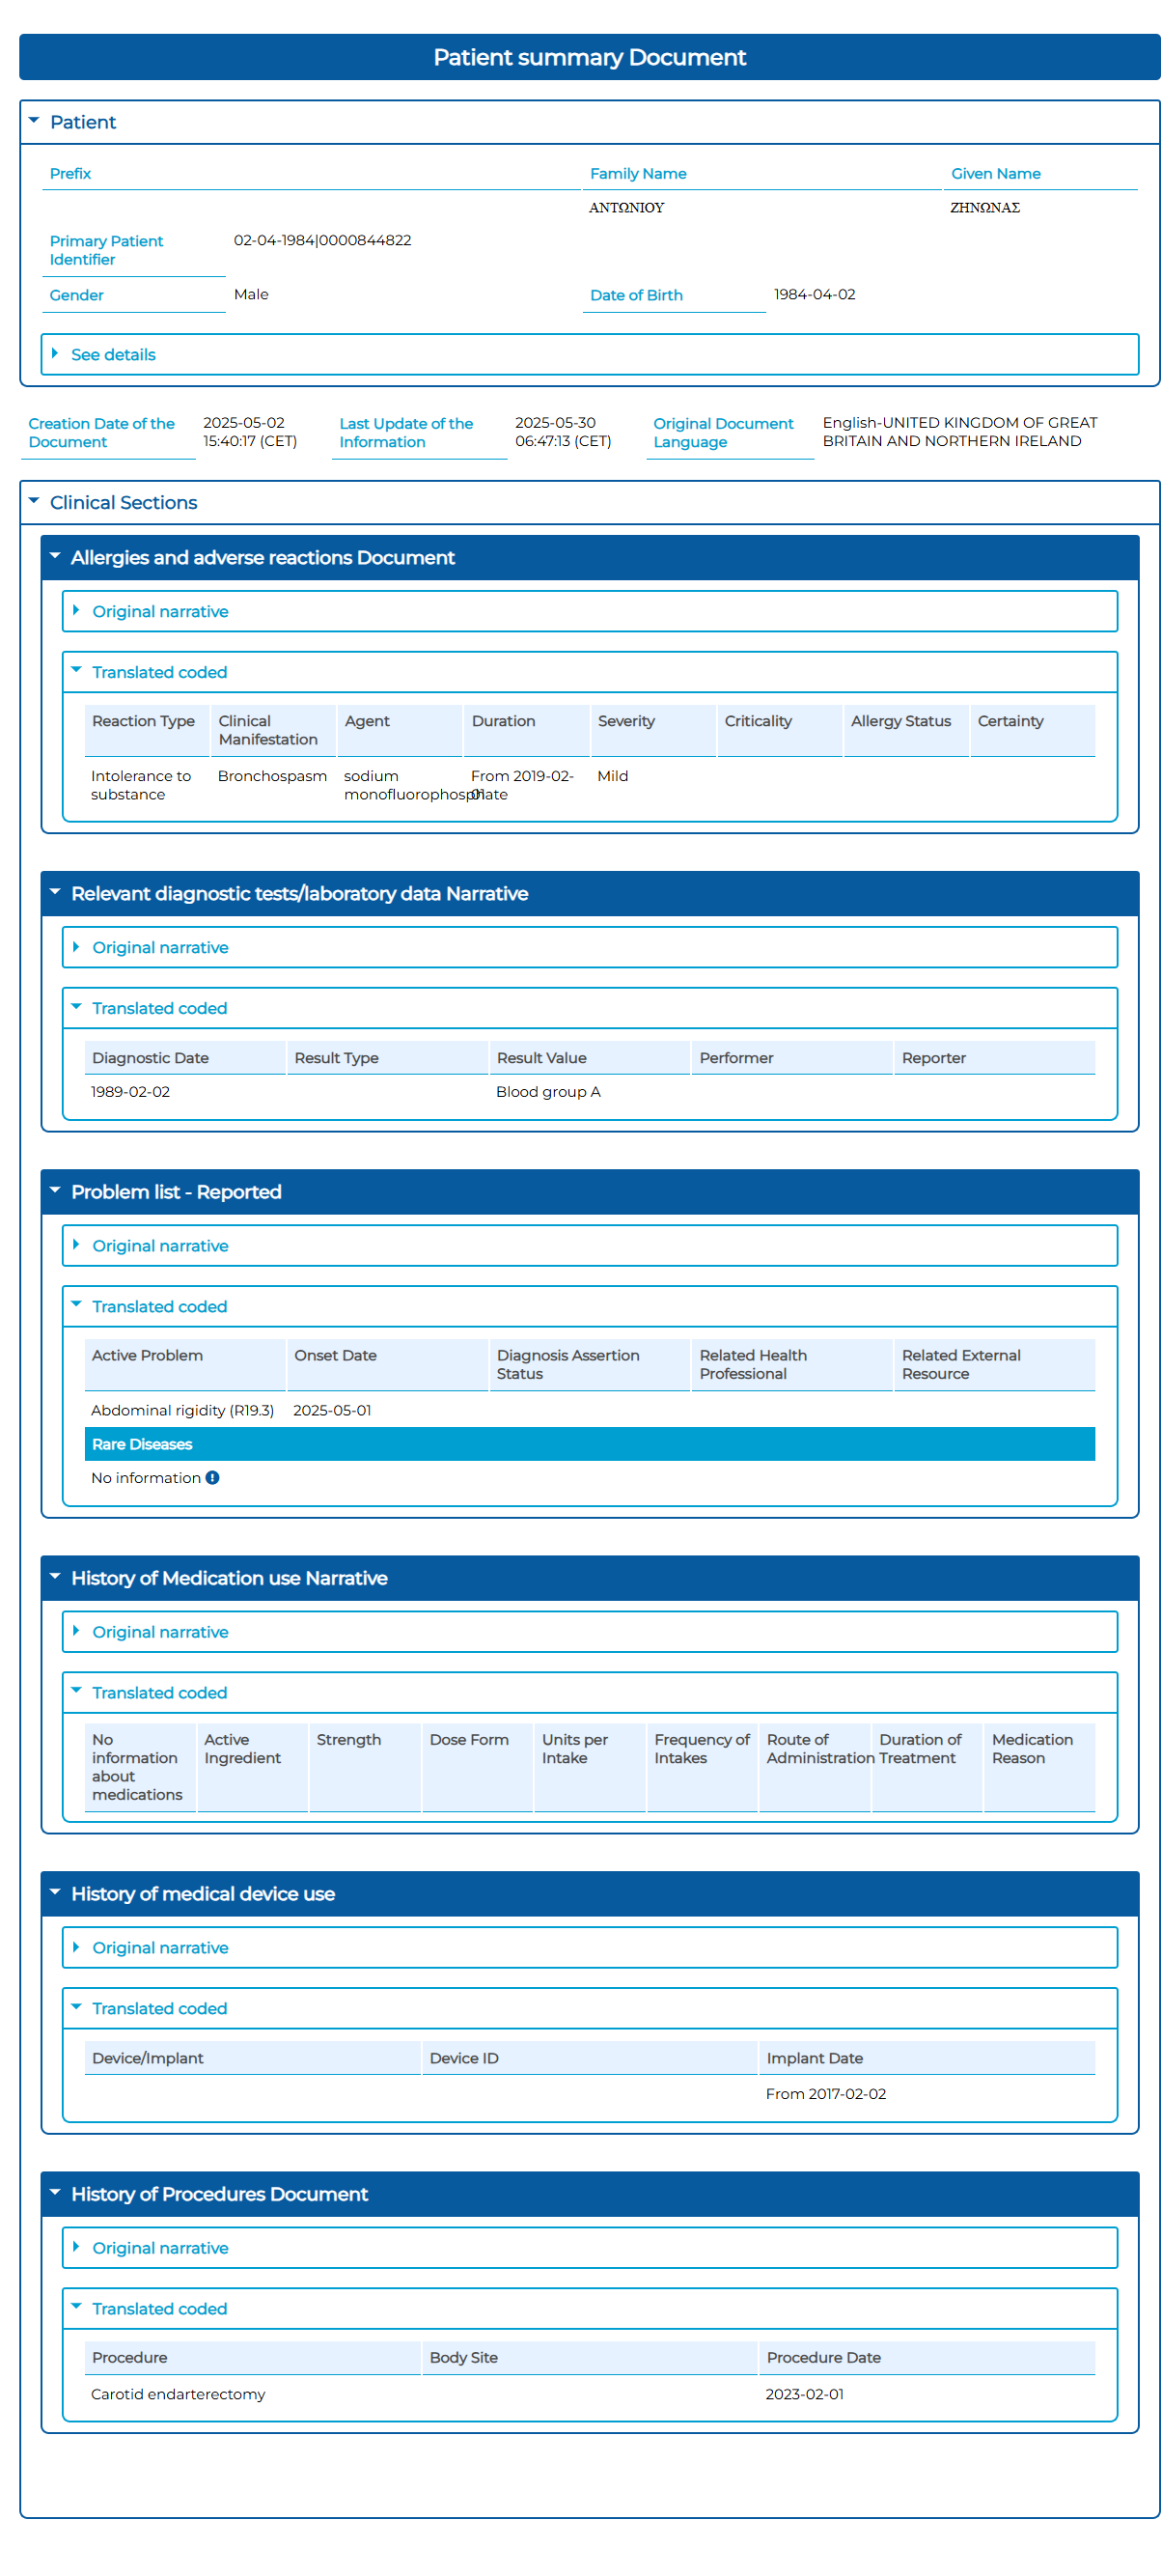 Patient summary Document
Patient
Prefix Family Name Given Name
ΑΝΤΩΝΙΟΥ ΖΗΝΩΝΑΣ
Primary Patient Identifier 02-04-1984|0000844822
Gender Male Date of Birth 1984-04-02
See details
Creation Date of the Document 2025-05-02 15:40:17 (CET) Last Update of the Information 2025-05-30 06:47:13 (CET) Original Document Language English-UNITED KINGDOM OF GREAT BRITAIN AND NORTHERN IRELAND
Clinical Sections
Allergies and adverse reactions Document
Original narrative
Translated coded
Reaction Type Clinical Manifestation Agent Duration Severity Criticality Allergy Status Certainty
Intolerance to substance Bronchospasm sodium monofluorophosphate From 2019-02-01 Mild
Relevant diagnostic tests/laboratory data Narrative
Original narrative
Translated coded
Diagnostic Date Result Type Result Value Performer Reporter
1989-02-02 Blood group A
Problem list - Reported
Original narrative
Translated coded
Active Problem Onset Date Diagnosis Assertion Status Related Health Professional Related External Resource
Abdominal rigidity (R19.3) 2025-05-01
Rare Diseases
No information
History of Medication use Narrative
Original narrative
Translated coded
No information about medications Active Ingredient Strength Dose Form Units per Intake Frequency of Intakes Route of Administration Duration of Treatment Medication Reason
History of medical device use
Original narrative
Translated coded
Device/Implant Device ID Implant Date
From 2017-02-02
History of Procedures Document
Original narrative
Translated coded
Procedure Body Site Procedure Date
Carotid endarterectomy 2023-02-01